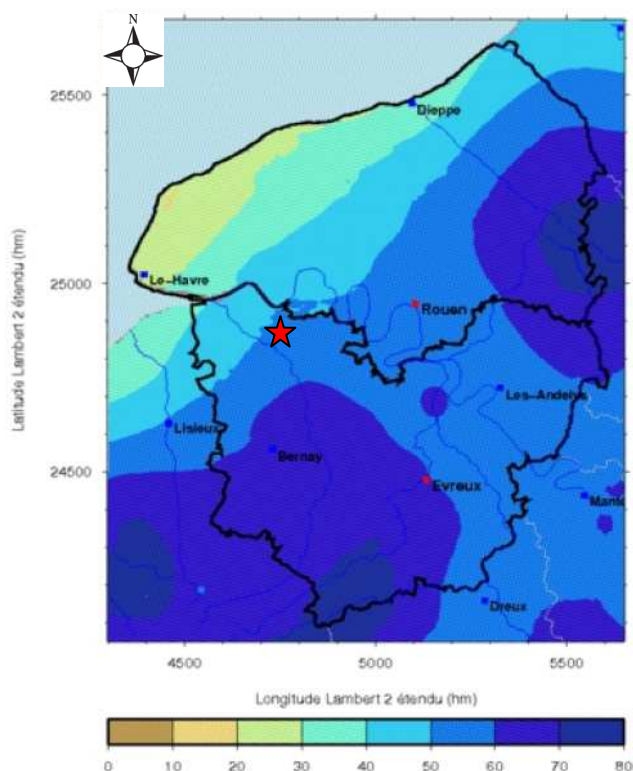 N
25500
Dieppe
25000
Le-Havre
Rouen
Les-Andelys
Lisieux
Bernay
24500
Evreux
Dreux
Latitude Lambert 2 étendu (hm)
4500 5000 5500
Longitude Lambert 2 étendu (hm)
0 10 20 30 40 50 60 70 80